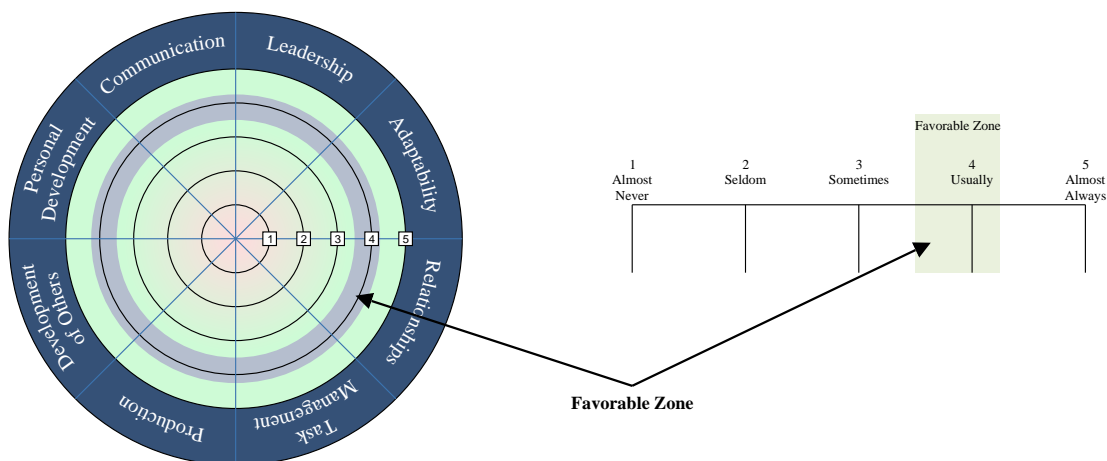 Communication
Leadership
Adaptability
Relationships
Task
Management
Production
Development
of Others
Personal
Development
1
2
3
4
5
Favorable Zone
1
Almost
Never
2
Seldom
3
Sometimes
4
Usually
5
Almost
Always
Favorable Zone